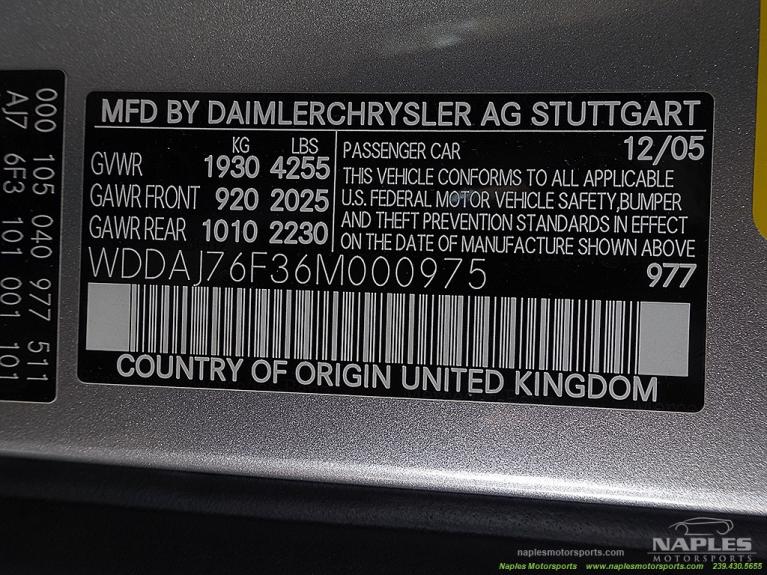 000 105 040 977 511
A17 6F3 101 001 101
MFD BY DAIMLERCHRYSLER AG STUTTGART
KG LBS
GVWR 1930 4255
GAWR FRONT 920 2025
GAWR REAR 1010 2230
PASSENGER CAR 12/05
THIS VEHICLE CONFORMS TO ALL APPLICABLE
U.S. FEDERAL MOTOR VEHICLE SAFETY,BUMPER
AND THEFT PREVENTION STANDARDS IN EFFECT
ON THE DATE OF MANUFACTURE SHOWN ABOVE
WDDAJ76F36M000975 977
COUNTRY OF ORIGIN UNITED KINGDOM
NAPLES
MOTORSPORTS
naplesmotorsports.com
Naples Motorsports www.naplesmotorsports.com 239.430.5655